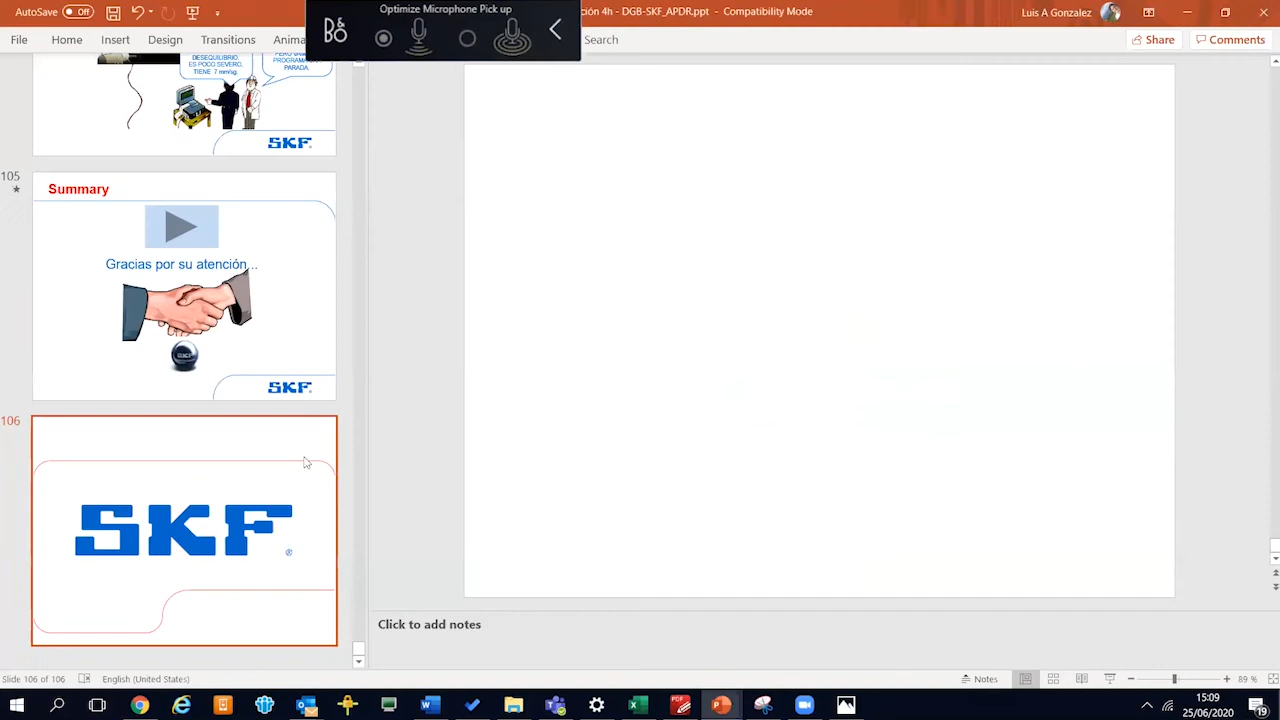 AutoSave Off
Optimize Microphone Pick up
ción 4h - DGB-SKF_APDR.ppt - Compatibility Mode
Luis A Gonzalez
B&O
File Home Insert Design Transitions Anima
Search
Share Comments
DESEQUILIBRIO.
ES POCO SEVERO.
TIENE 7 mm/sg.
PROGRAMA
PARADA.
SKF®
105
Summary
Gracias por su atención...
SKF
SKF®
106
SKF®
Click to add notes
Slide 106 of 106
English (United States)
Notes
89 %
15:09
25/06/2020
19